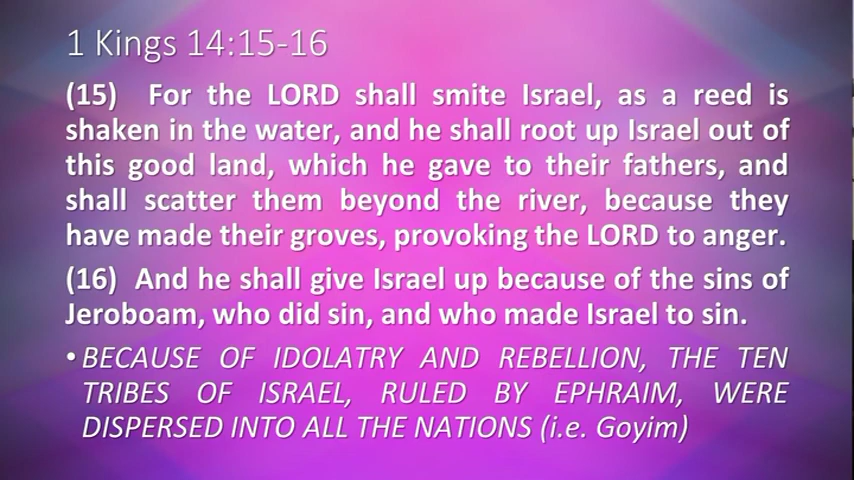 1 Kings 14:15-16
(15) For the LORD shall smite Israel, as a reed is
shaken in the water, and he shall root up Israel out of
this good land, which he gave to their fathers, and
shall scatter them beyond the river, because they
have made their groves, provoking the LORD to anger.
(16) And he shall give Israel up because of the sins of
Jeroboam, who did sin, and who made Israel to sin.
• BECAUSE OF IDOLATRY AND REBELLION, THE TEN
TRIBES OF ISRAEL, RULED BY EPHRAIM, WERE
DISPERSED INTO ALL THE NATIONS (i.e. Goyim)